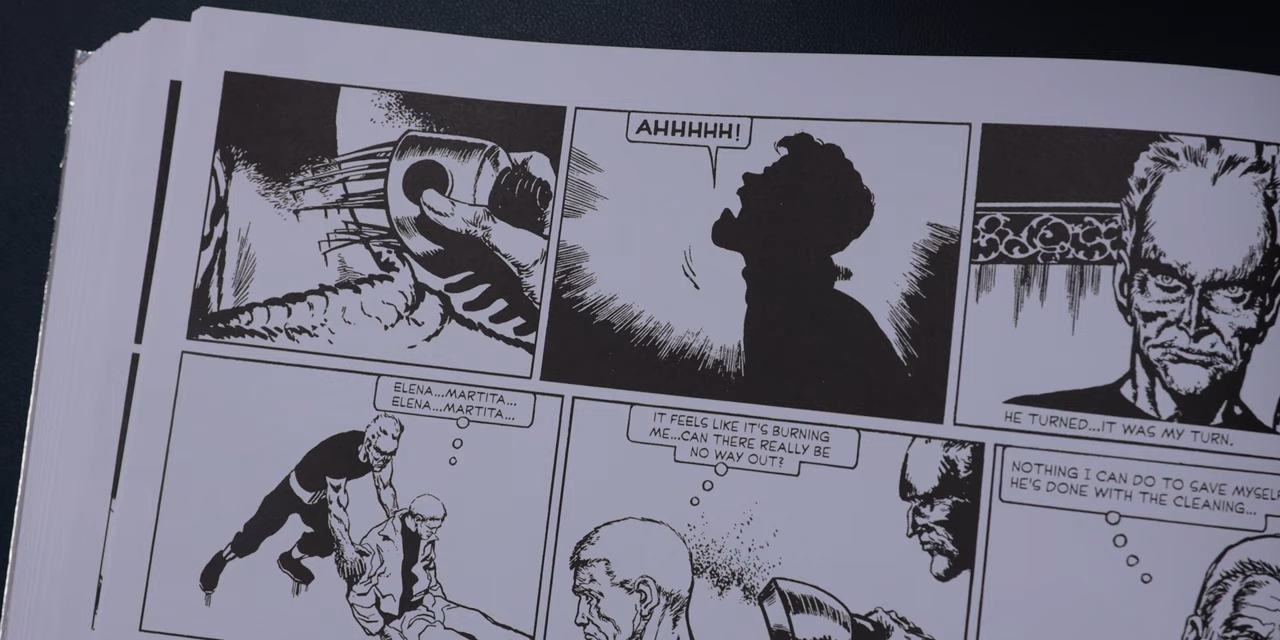 AHHHHH!
HE TURNED...IT WAS MY TURN.
ELENA...MARTITA...
ELENA...MARTITA...
IT FEELS LIKE IT'S BURNING
ME...CAN THERE REALLY BE
NO WAY OUT?
NOTHING I CAN DO TO SAVE MYSELF
HE'S DONE WITH THE CLEANING...